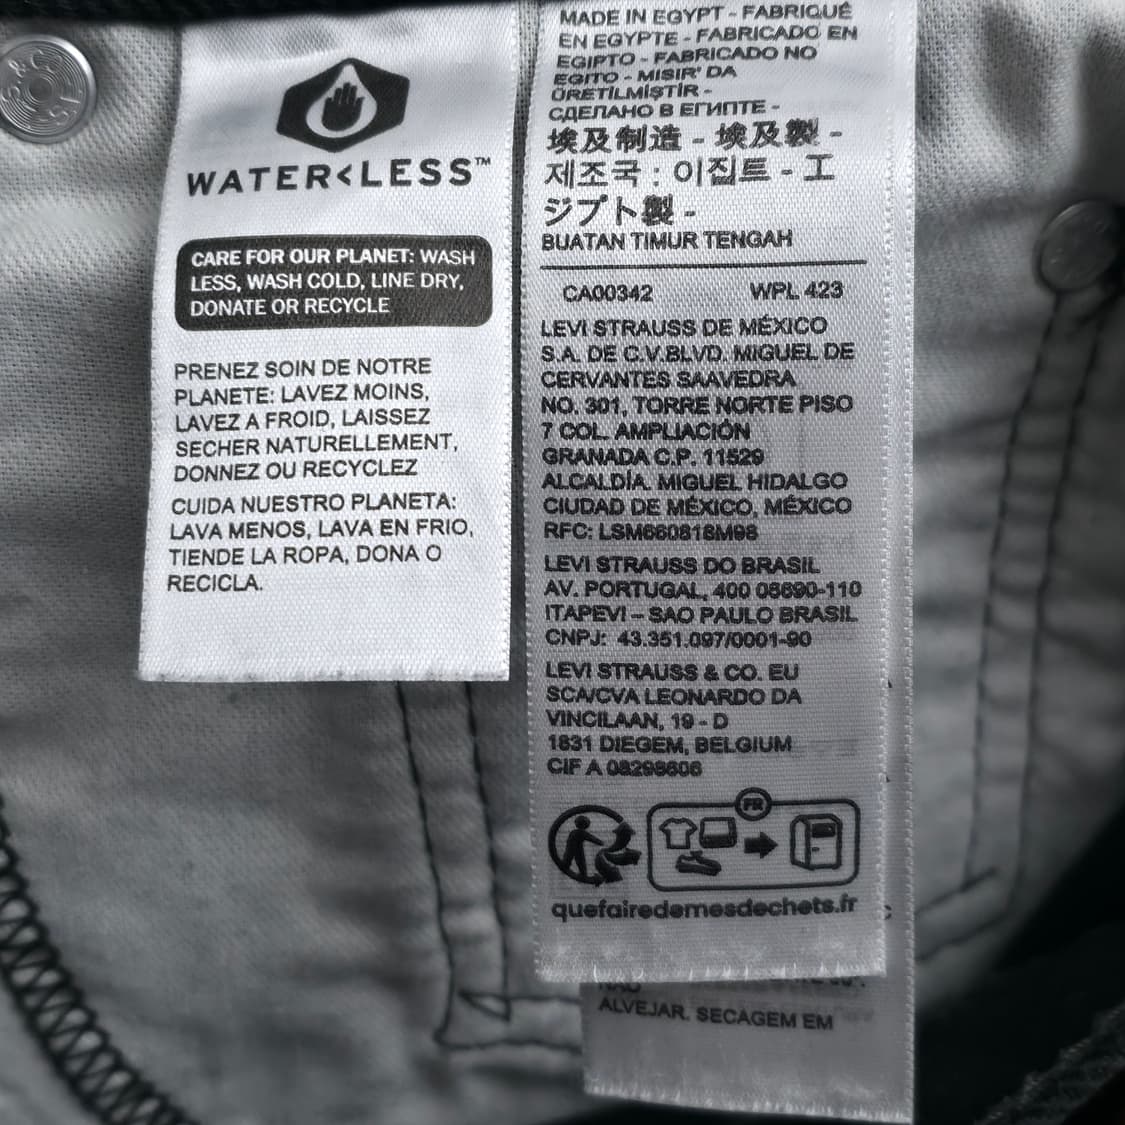 WATER<LESS™
CARE FOR OUR PLANET: WASH
LESS, WASH COLD, LINE DRY,
DONATE OR RECYCLE
PRENEZ SOIN DE NOTRE
PLANETE: LAVEZ MOINS,
LAVEZ A FROID, LAISSEZ
SECHER NATURELLEMENT,
DONNEZ OU RECYCLEZ
CUIDA NUESTRO PLANETA:
LAVA MENOS, LAVA EN FRIO,
TIENDE LA ROPA, DONA O
RECICLA.
MADE IN EGYPT - FABRIQUÉ
EN EGYPTE - FABRICADO EN
EGIPTO - FABRICADO NO
EGITO - MISIR' DA
ÜRETİLMİŞTİR -
СДЕЛАНО В ЕГИПТЕ -
埃及制造 - 埃及製 -
제조국 : 이집트 - エ
ジプト製 -
BUATAN TIMUR TENGAH
CA00342 WPL 423
LEVI STRAUSS DE MÉXICO
S.A. DE C.V.BLVD. MIGUEL DE
CERVANTES SAAVEDRA
NO. 301, TORRE NORTE PISO
7 COL. AMPLIACIÓN
GRANADA C.P. 11529
ALCALDÍA. MIGUEL HIDALGO
CIUDAD DE MÉXICO, MÉXICO
RFC: LSM660818M98
LEVI STRAUSS DO BRASIL
AV. PORTUGAL, 400 06690-110
ITAPEVI – SAO PAULO BRASIL
CNPJ: 43.351.097/0001-90
LEVI STRAUSS & CO. EU
SCA/CVA LEONARDO DA
VINCILAAN, 19 - D
1831 DIEGEM, BELGIUM
CIF A 08298606
FR
quefairedemesdechets.fr
ALVEJAR. SECAGEM EM